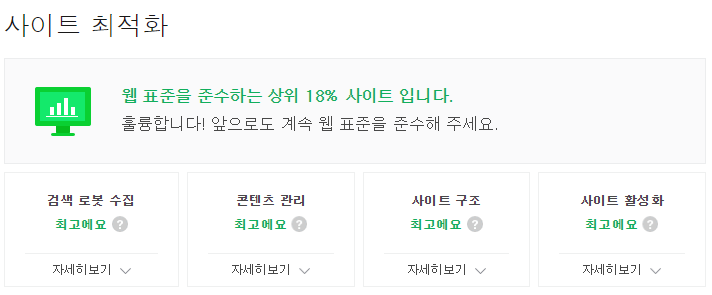 사이트 최적화
웹 표준을 준수하는 상위 18% 사이트 입니다.
훌륭합니다! 앞으로도 계속 웹 표준을 준수해 주세요.
검색 로봇 수집
최고예요 ?
자세히보기
콘텐츠 관리
최고예요 ?
자세히보기
사이트 구조
최고예요 ?
자세히보기
사이트 활성화
최고예요 ?
자세히보기